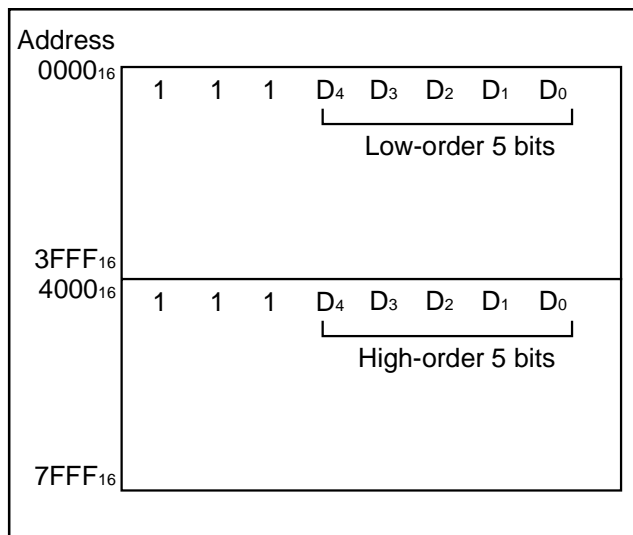 Address
0000₁₆
1 1 1 D₄ D₃ D₂ D₁ D₀
Low-order 5 bits
3FFF₁₆
4000₁₆
1 1 1 D₄ D₃ D₂ D₁ D₀
High-order 5 bits
7FFF₁₆